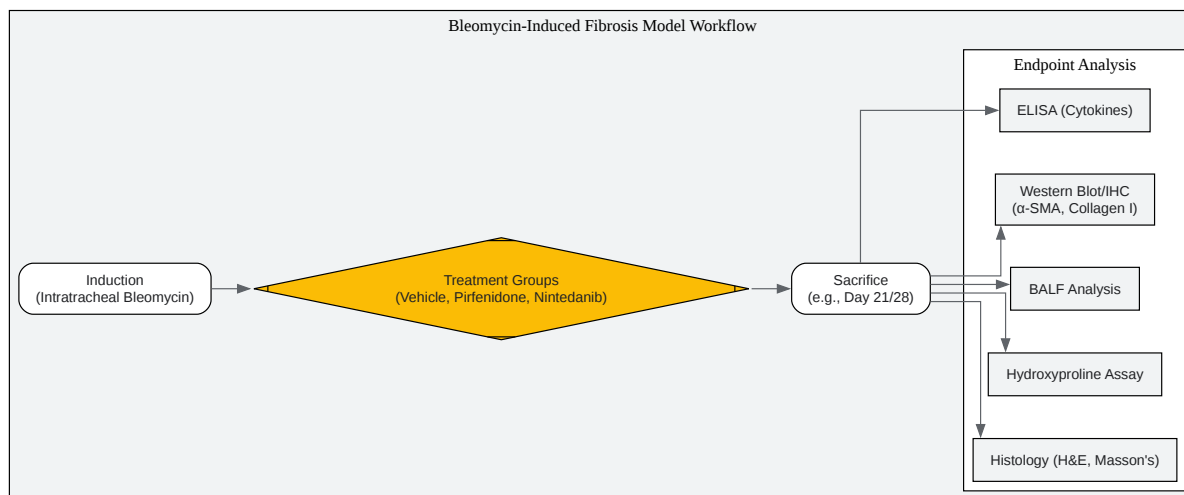 Bleomycin-Induced Fibrosis Model Workflow
Endpoint Analysis
ELISA (Cytokines)
Western Blot/IHC
(α-SMA, Collagen I)
Induction
(Intratracheal Bleomycin)
Treatment Groups
(Vehicle, Pirfenidone, Nintedanib)
Sacrifice
(e.g., Day 21/28)
BALF Analysis
Hydroxyproline Assay
Histology (H&E, Masson's)